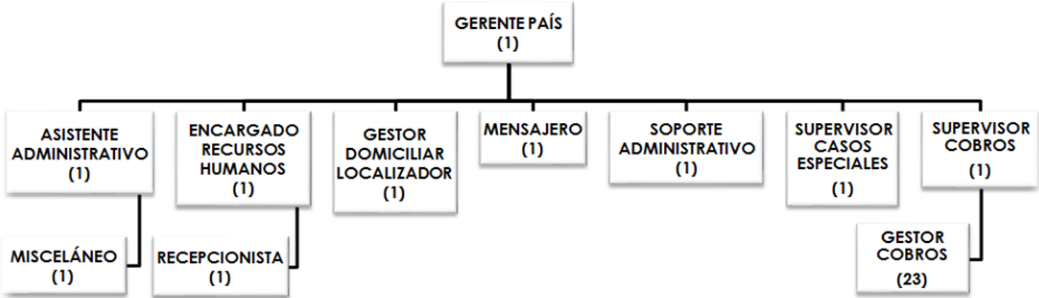 GERENTE PAÍS
(1)
ASISTENTE
ADMINISTRATIVO
(1)
ENCARGADO
RECURSOS
HUMANOS
(1)
GESTOR
DOMICILIAR
LOCALIZADOR
(1)
MENSAJERO
(1)
SOPORTE
ADMINISTRATIVO
(1)
SUPERVISOR
CASOS
ESPECIALES
(1)
SUPERVISOR
COBROS
(1)
MISCELÁNEO
(1)
RECEPCIONISTA
(1)
GESTOR
COBROS
(23)